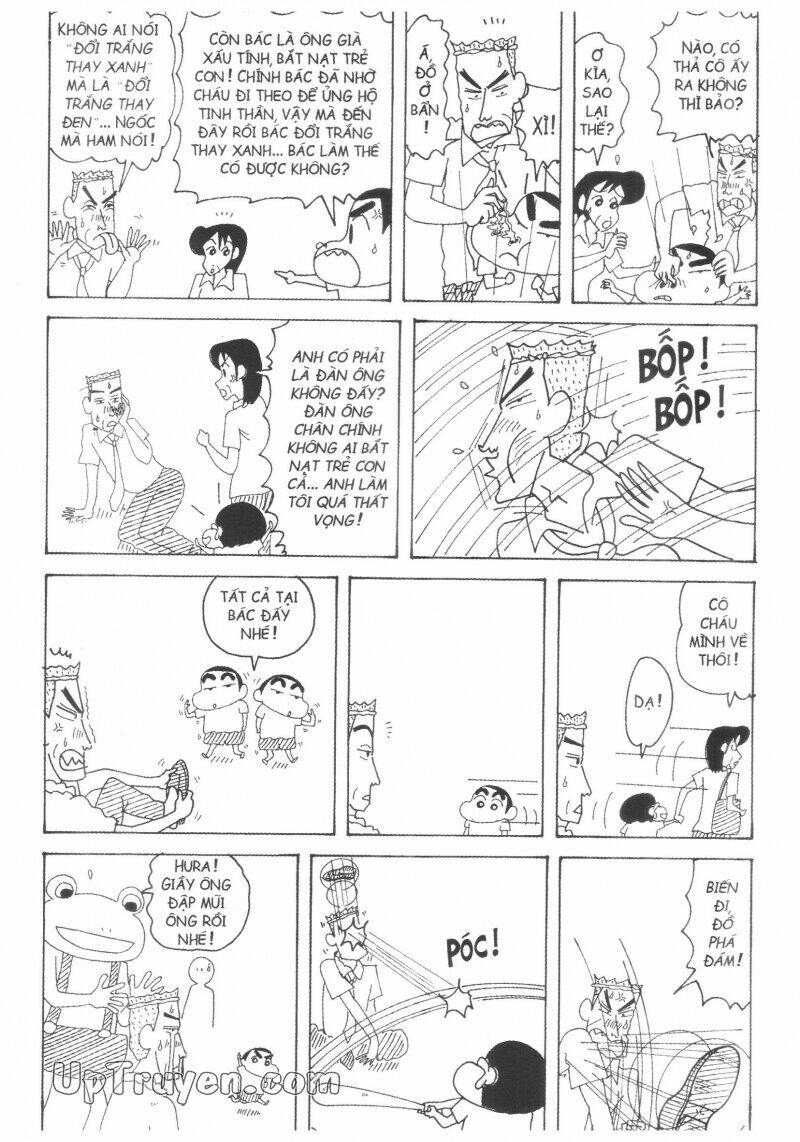 KHÔNG AI NÓI
"ĐỔI TRẮNG
THAY XANH"
MÀ LÀ "ĐỔI
TRẮNG THAY
ĐEN"... NGỐC
MÀ HAM NÓI!
CÒN BÁC LÀ ÔNG GIÀ
XẤU TÍNH, BẮT NẠT TRẺ
CON! CHÍNH BÁC ĐÃ NHỜ
CHÁU ĐI THEO ĐỂ ỦNG HỘ
TINH THẦN, VẬY MÀ ĐẾN
ĐÂY RỒI BÁC ĐỔI TRẮNG
THAY XANH... BÁC LÀM THẾ
CÓ ĐƯỢC KHÔNG?
Á,
ĐỒ
Ở
BẨN!
XÌ!
Ơ
KÌA,
SAO
LẠI
THẾ?
NÀO, CÓ
THẢ CÔ ẤY
RA KHÔNG
THÌ BẢO?
ANH CÓ PHẢI
LÀ ĐÀN ÔNG
KHÔNG ĐẤY?
ĐÀN ÔNG
CHÂN CHÍNH
KHÔNG AI BẮT
NẠT TRẺ CON
CẢ... ANH LÀM
TÔI QUÁ THẤT
VỌNG!
BỐP!
BỐP!
TẤT CẢ TẠI
BÁC ĐẤY
NHÉ!
CÔ
CHÁU
MÌNH VỀ
THÔI!
DẠ!
HURA!
GIẦY ÔNG
ĐẬP MŨI
ÔNG RỒI
NHÉ!
PÓC!
BIẾN
ĐI,
ĐỒ
PHÁ
ĐÁM!
UpTruyen.com